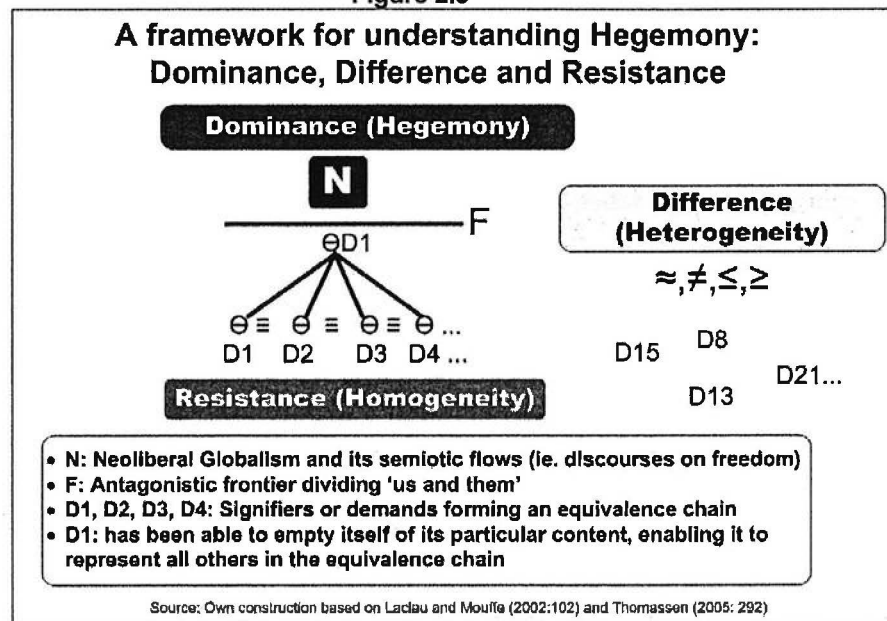 A framework for understanding Hegemony:
Dominance, Difference and Resistance
Dominance (Hegemony)
N
F
ΘD1
Difference
(Heterogeneity)
≈,≠,≤,≥
Θ ≡ Θ ≡ Θ ≡ Θ ...
D1 D2 D3 D4 ...
D15 D8
D21...
D13
Resistance (Homogeneity)
• N: Neoliberal Globalism and its semiotic flows (ie. discourses on freedom)
• F: Antagonistic frontier dividing ‘us and them’
• D1, D2, D3, D4: Signifiers or demands forming an equivalence chain
• D1: has been able to empty itself of its particular content, enabling it to
represent all others in the equivalence chain
Source: Own construction based on Laclau and Mouffe (2002:102) and Thomassen (2005: 292)